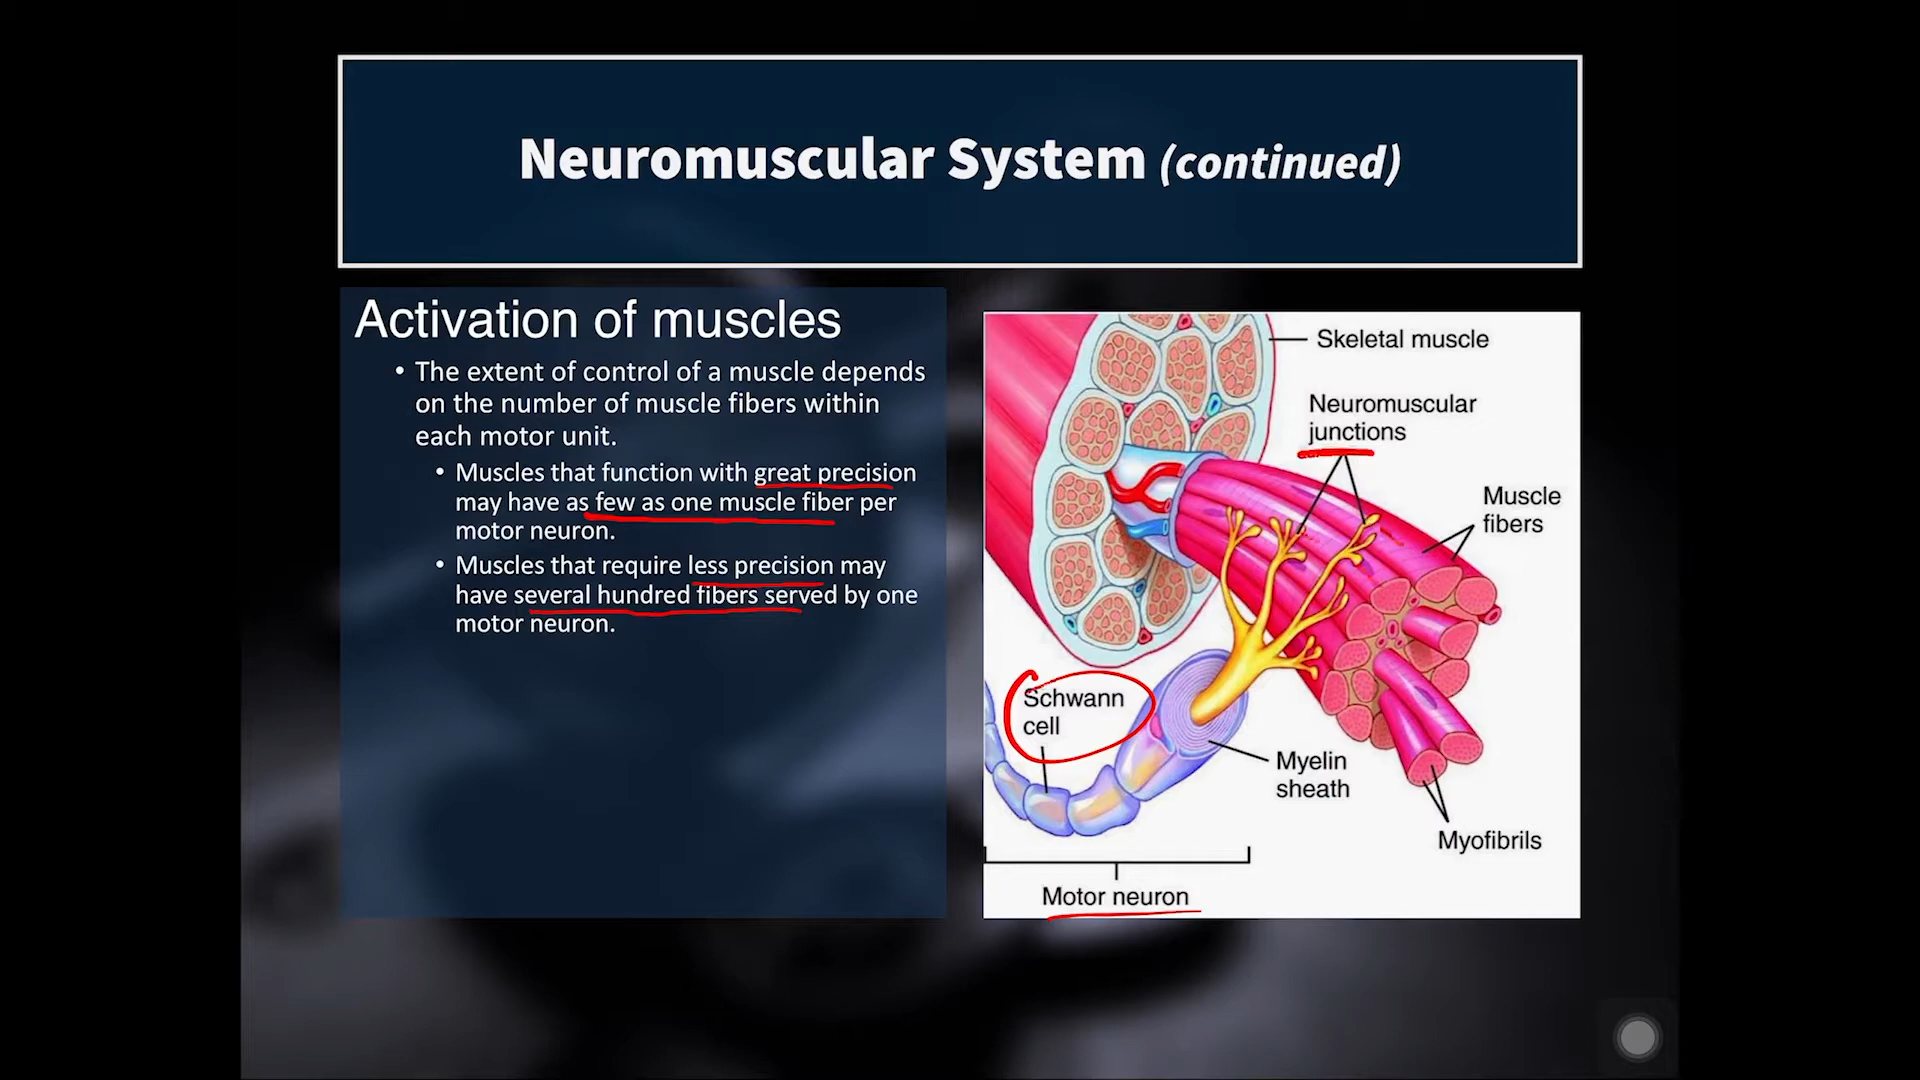 Neuromuscular System (continued)
Activation of muscles
• The extent of control of a muscle depends
on the number of muscle fibers within
each motor unit.
• Muscles that function with great precision
may have as few as one muscle fiber per
motor neuron.
• Muscles that require less precision may
have several hundred fibers served by one
motor neuron.
Skeletal muscle
Neuromuscular
junctions
Muscle
fibers
Schwann
cell
Myelin
sheath
Myofibrils
Motor neuron